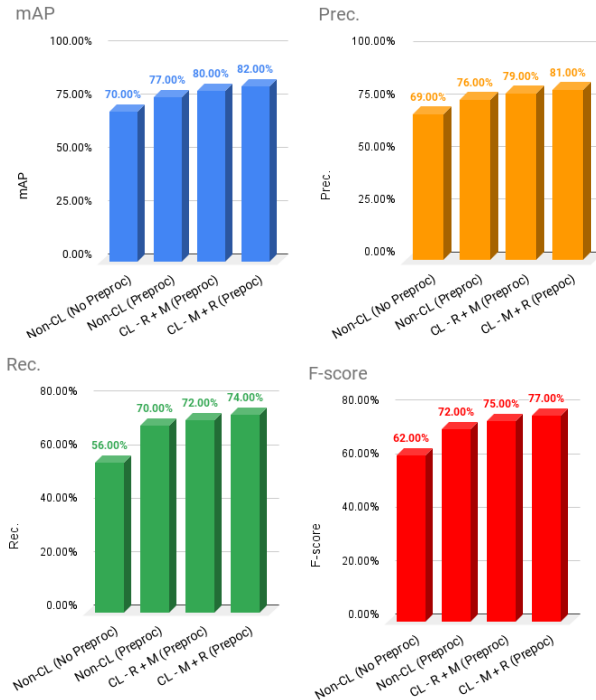 mAP
100.00%
75.00%
50.00%
25.00%
0.00%
mAP
70.00%
77.00%
80.00%
82.00%
Non-CL (No Preproc)
Non-CL (Preproc)
CL - R + M (Preproc)
CL - M + R (Prepoc)
Prec.
100.00%
75.00%
50.00%
25.00%
0.00%
Prec.
69.00%
76.00%
79.00%
81.00%
Non-CL (No Preproc)
Non-CL (Preproc)
CL - R + M (Preproc)
CL - M + R (Prepoc)
Rec.
80.00%
60.00%
40.00%
20.00%
0.00%
Rec.
56.00%
70.00%
72.00%
74.00%
Non-CL (No Preproc)
Non-CL (Preproc)
CL - R + M (Preproc)
CL - M + R (Prepoc)
F-score
80.00%
60.00%
40.00%
20.00%
0.00%
F-score
62.00%
72.00%
75.00%
77.00%
Non-CL (No Preproc)
Non-CL (Preproc)
CL - R + M (Preproc)
CL - M + R (Prepoc)